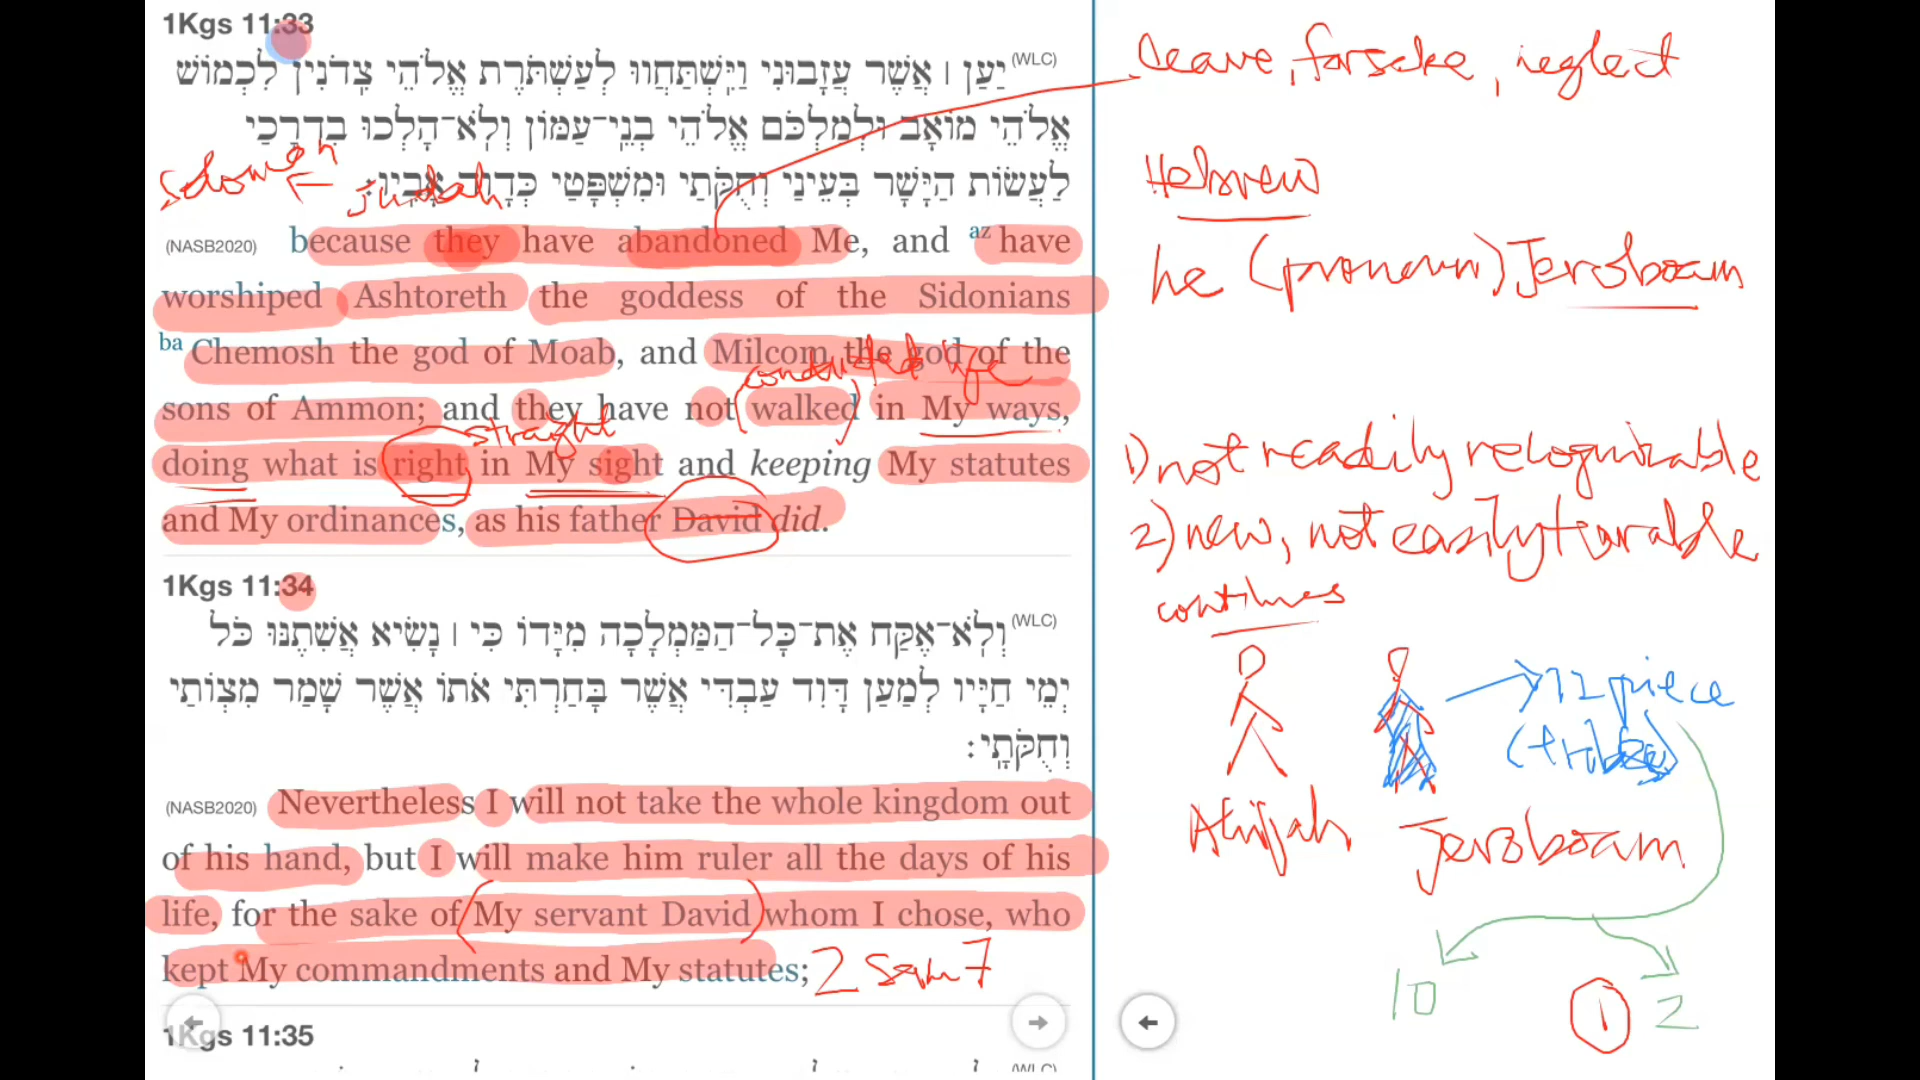 1Kgs 11:33
(WLC) יַעַן ׀ אֲשֶׁר עֲזָבוּנִי וַיִּֽשְׁתַּחֲווּ לְעַשְׁתֹּרֶת אֱלֹהֵי צִֽדֹנִין לִכְמוֹשׁ
אֱלֹהֵי מוֹאָב וּלְמִלְכֹּם אֱלֹהֵי בְנֵֽי־עַמּוֹן וְלֹֽא־הָלְכוּ בִדְרָכַי
לַעֲשׂוֹת הַיָּשָׁר בְּעֵינַי וְחֻקֹּתַי וּמִשְׁפָּטַי כְּדָוִד אָבִֽיו׃
Solomon ← Judah
(NASB2020) because they have abandoned Me, and az have
worshiped Ashtoreth the goddess of the Sidonians
ba Chemosh the god of Moab, and Milcom the god of the
(conducted life)
sons of Ammon; and they have not walked in My ways,
straight
doing what is right in My sight and keeping My statutes
and My ordinances, as his father David did.
1Kgs 11:34
(WLC) וְלֹֽא־אֶקַּח אֶת־כָּל־הַמַּמְלָכָה מִיָּדוֹ כִּי ׀ נָשִׂיא אֲשִׁתֶנּוּ כֹּל
יְמֵי חַיָּיו לְמַעַן דָּוִד עַבְדִּי אֲשֶׁר בָּחַרְתִּי אֹתוֹ אֲשֶׁר שָׁמַר מִצְוֺתַי
וְחֻקֹּתָֽי׃
(NASB2020) Nevertheless I will not take the whole kingdom out
of his hand, but I will make him ruler all the days of his
life, for the sake of (My servant David) whom I chose, who
kept My commandments and My statutes; 2 Sam 7
1Kgs 11:35
(WLC)
leave, forsake, neglect
Hebrew
he (pronoun) Jeroboam
1) not readily recognizable
2) new, not easily tearable
continues
12 piece
(tribes)
Ahijah Jeroboam
10 1 2